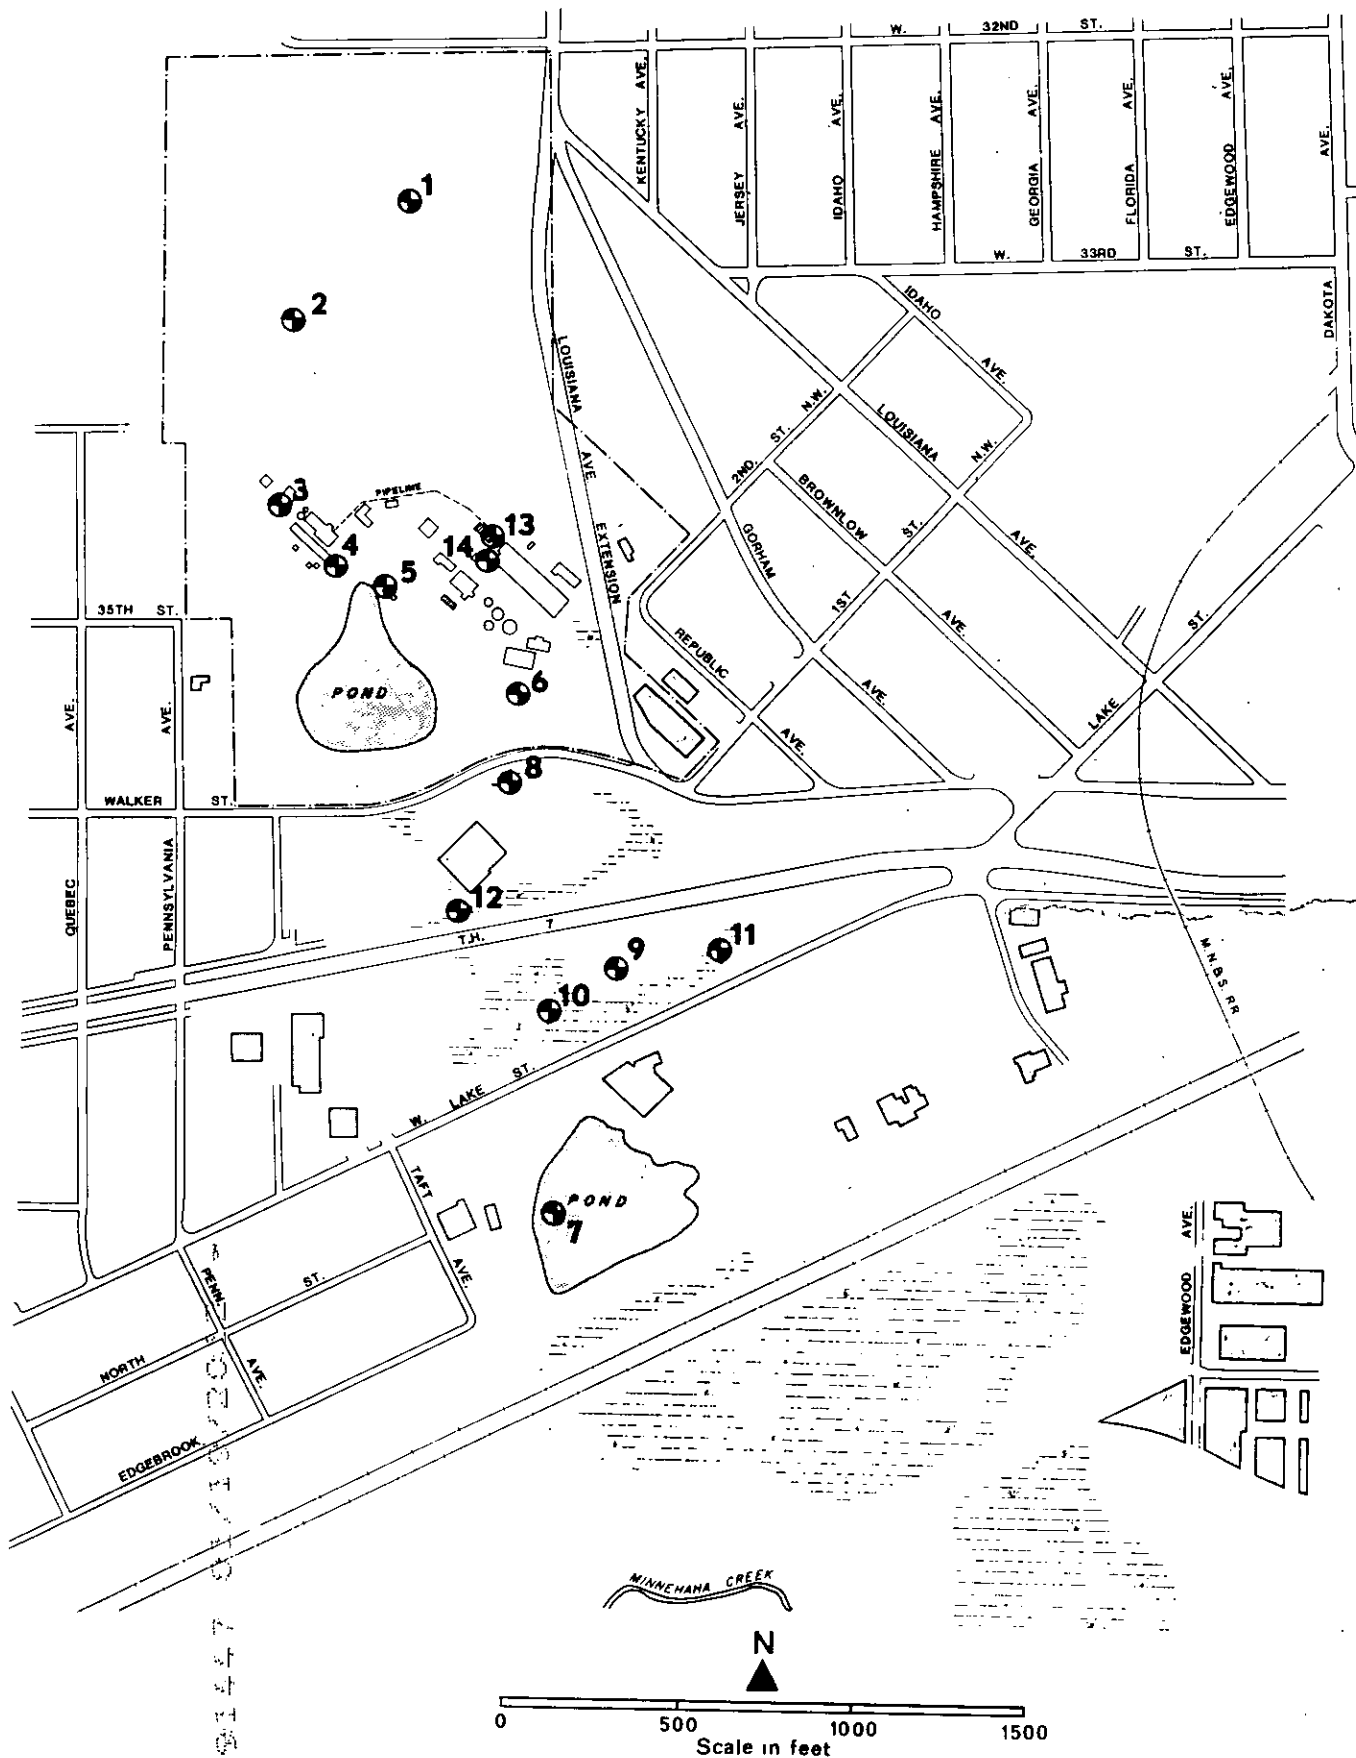 W. 32ND ST.
KENTUCKY AVE.
JERSEY AVE.
IDAHO AVE.
HAMPSHIRE AVE.
GEORGIA AVE.
FLORIDA AVE.
EDGEWOOD AVE.
DAKOTA AVE.
1
W. 33RD ST.
2
IDAHO AVE.
LOUISIANA AVE. EXTENSION
2ND. ST. N.W.
LOUISIANA AVE.
BROWNLOW AVE.
1ST ST. N.W.
GORHAM AVE.
3
PIPELINE
13
14
4
5
35TH ST.
REPUBLIC AVE.
LAKE ST.
POND
6
QUEBEC AVE.
PENNSYLVANIA AVE.
8
WALKER ST.
12
T.H. 7
9
11
10
M.N.B.S. RR
W. LAKE ST.
TAFT AVE.
POND
7
PENN. AVE.
NORTH ST.
EDGEWOOD AVE.
EDGEBROOK
MINNEHAHA CREEK
N
0 500 1000 1500
Scale in feet